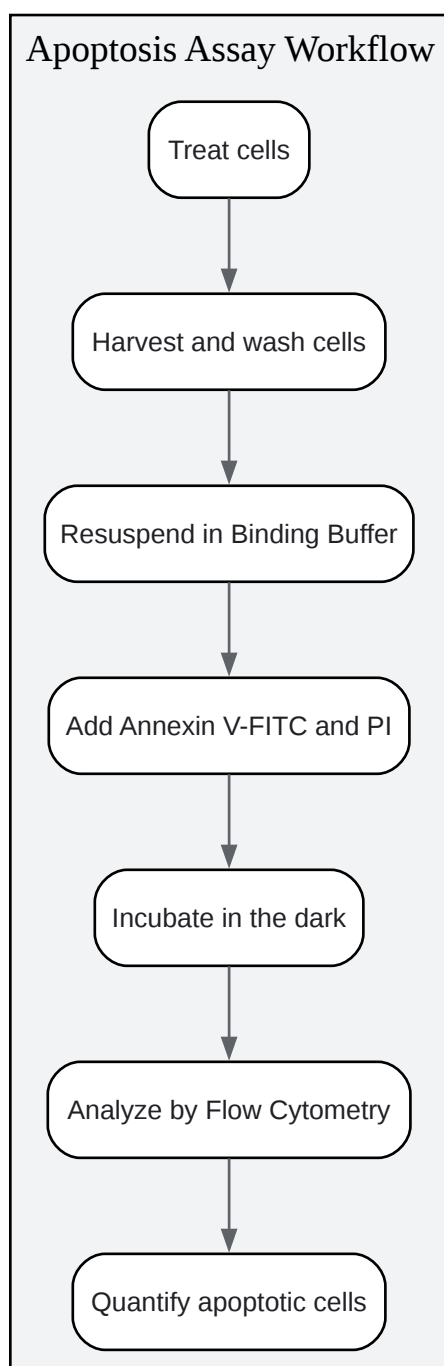 Apoptosis Assay Workflow
Treat cells
Harvest and wash cells
Resuspend in Binding Buffer
Add Annexin V-FITC and PI
Incubate in the dark
Analyze by Flow Cytometry
Quantify apoptotic cells